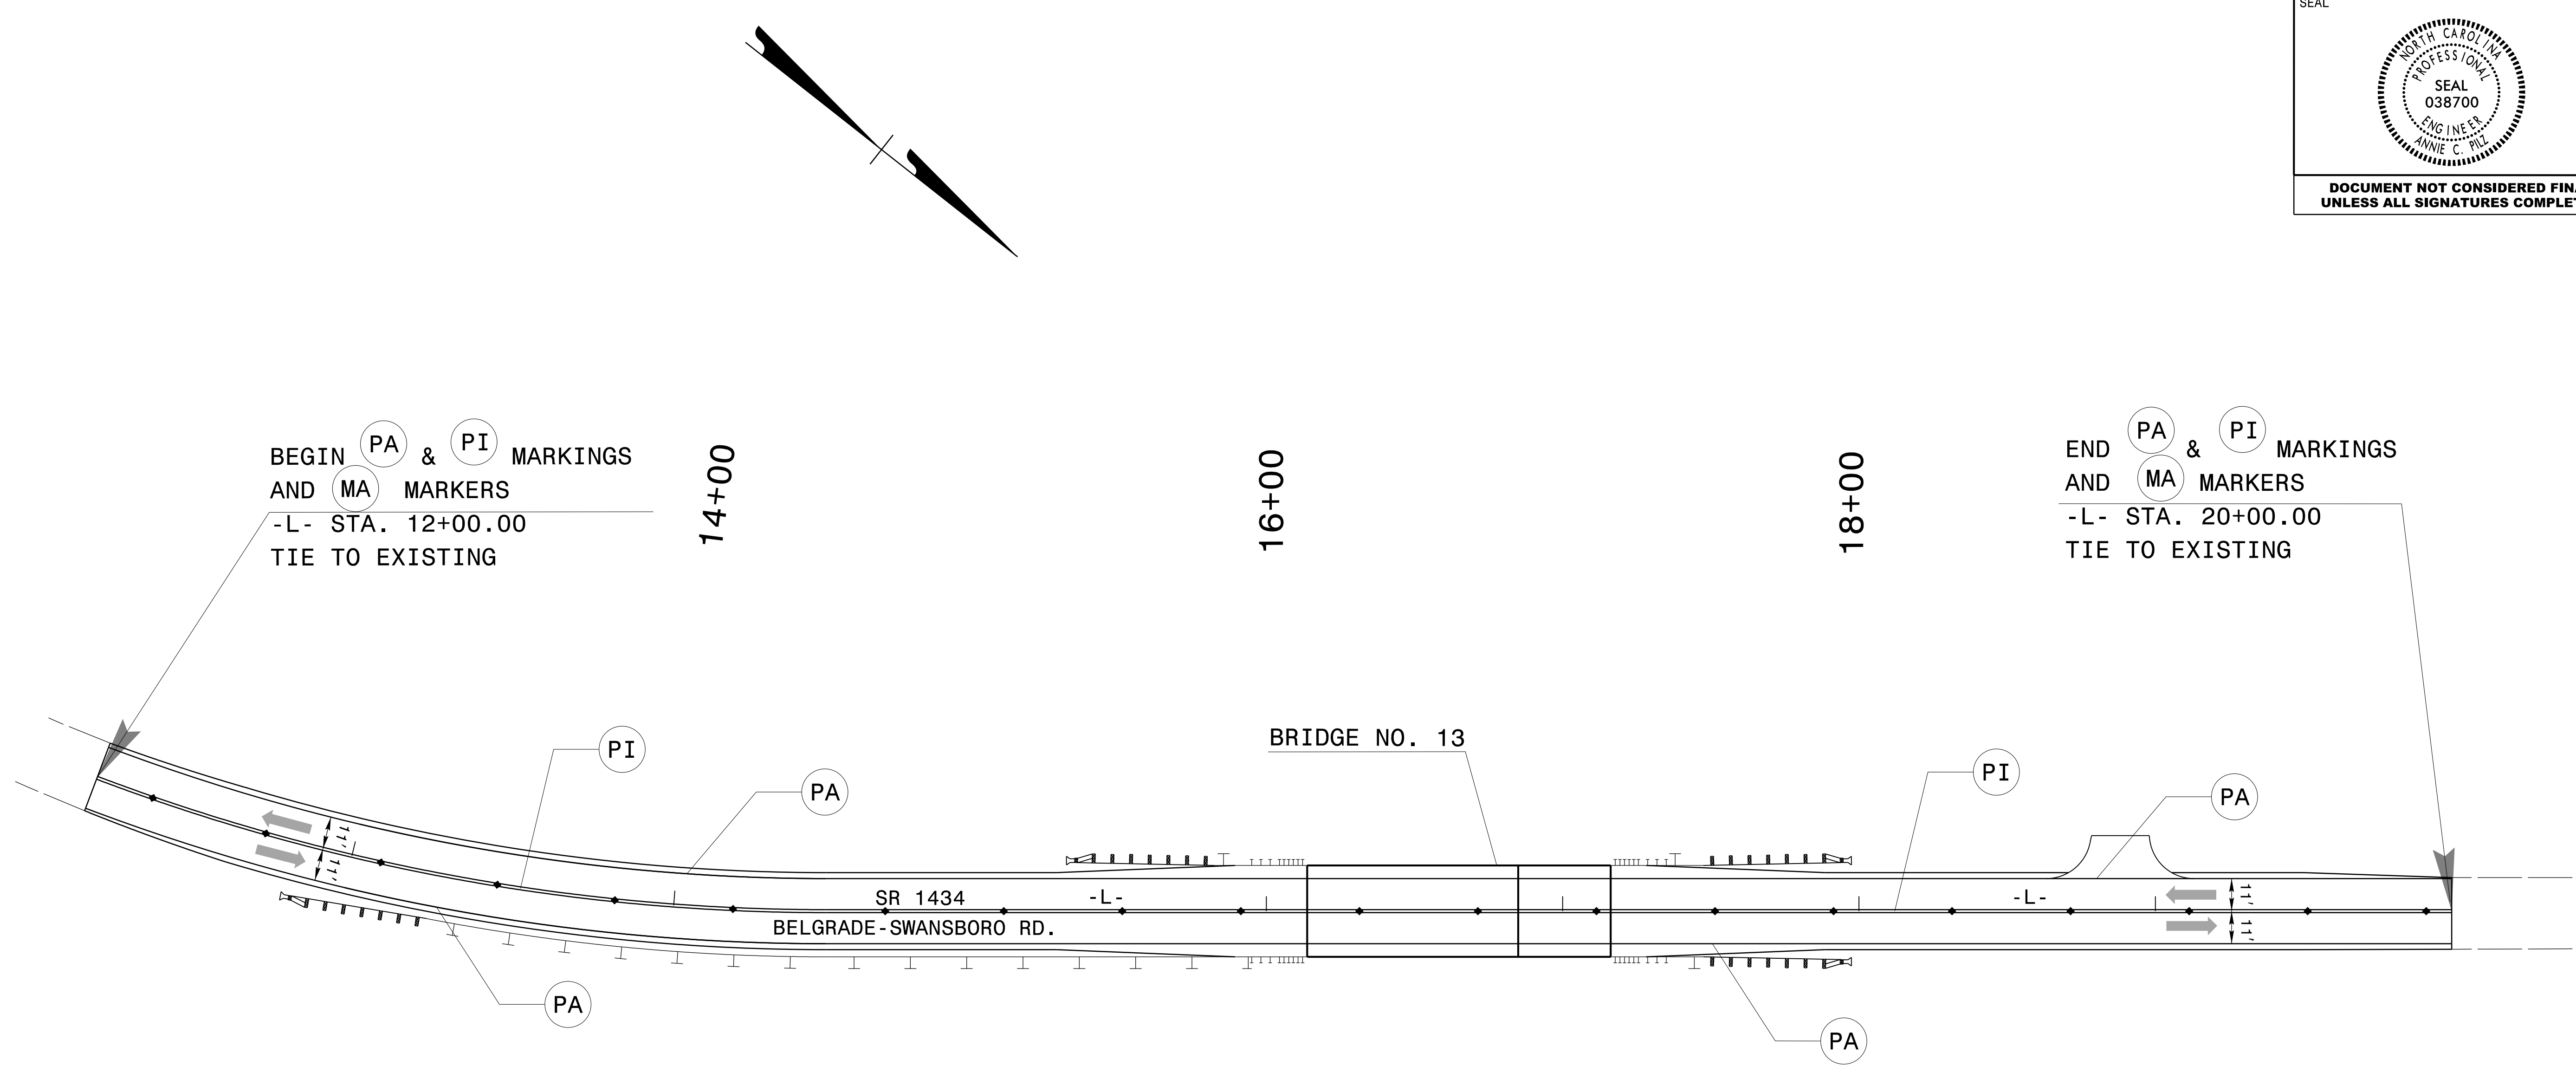 SEAL
NORTH CAROLINA
PROFESSIONAL
SEAL
038700
ENGINEER
ANNIE C. PILZ
DOCUMENT NOT CONSIDERED
UNLESS ALL SIGNATURES
BEGIN PA & PI MARKINGS
AND MA MARKERS
-L- STA. 12+00.00
TIE TO EXISTING
14+00
16+00
18+00
END PA & PI MARKINGS
AND MA MARKERS
-L- STA. 20+00.00
TIE TO EXISTING
PI
PA
BRIDGE NO. 13
PI
PA
11'
11'
SR 1434
-L-
BELGRADE-SWANSBORO RD.
-L-
11'
11'
PA
PA